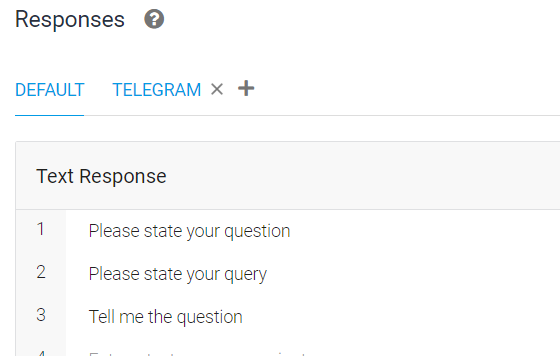 Responses ?
DEFAULT TELEGRAM × +
Text Response
1 Please state your question
2 Please state your query
3 Tell me the question